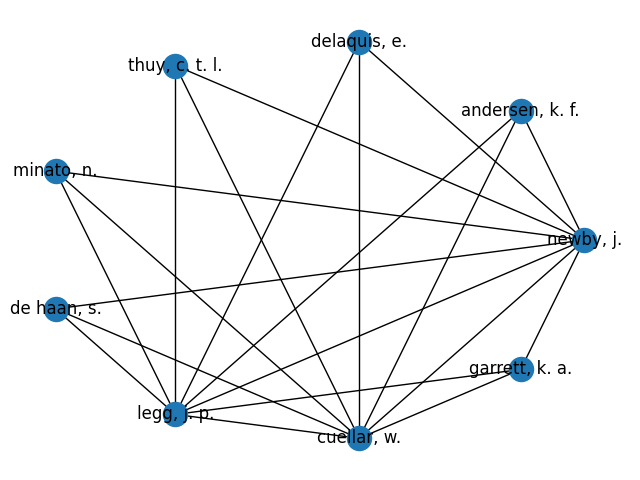 delaquis, e.
thuy, c. t. l.
andersen, k. f.
minato, n.
newby, j.
de haan, s.
garrett, k. a.
legg, j. p.
cuellar, w.